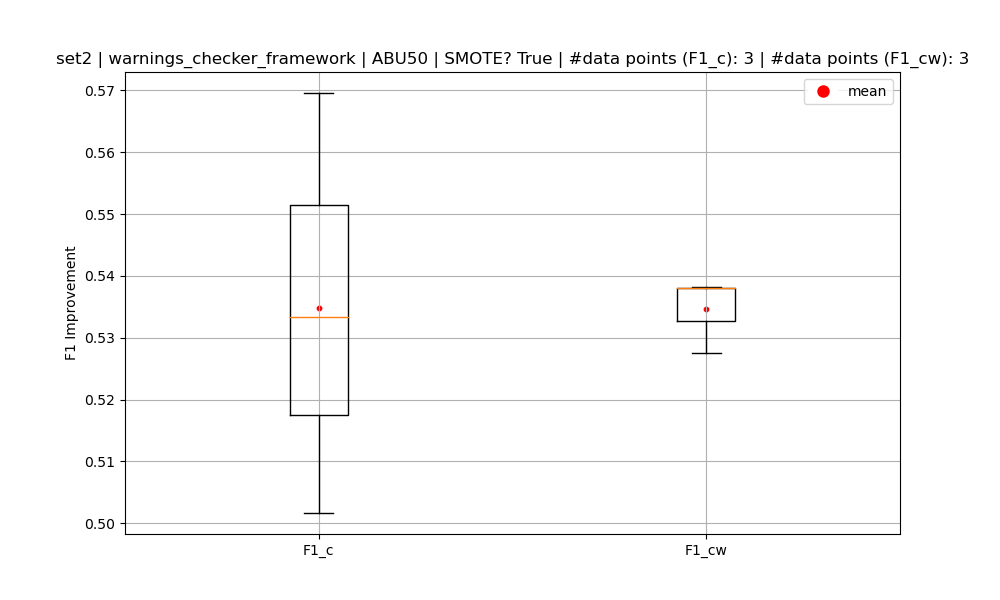 set2 | warnings_checker_framework | ABU50 | SMOTE? True | #data points (F1_c): 3 | #data points (F1_cw): 3
mean
0.57
0.56
0.55
0.54
0.53
0.52
0.51
0.50
F1 Improvement
F1_c
F1_cw